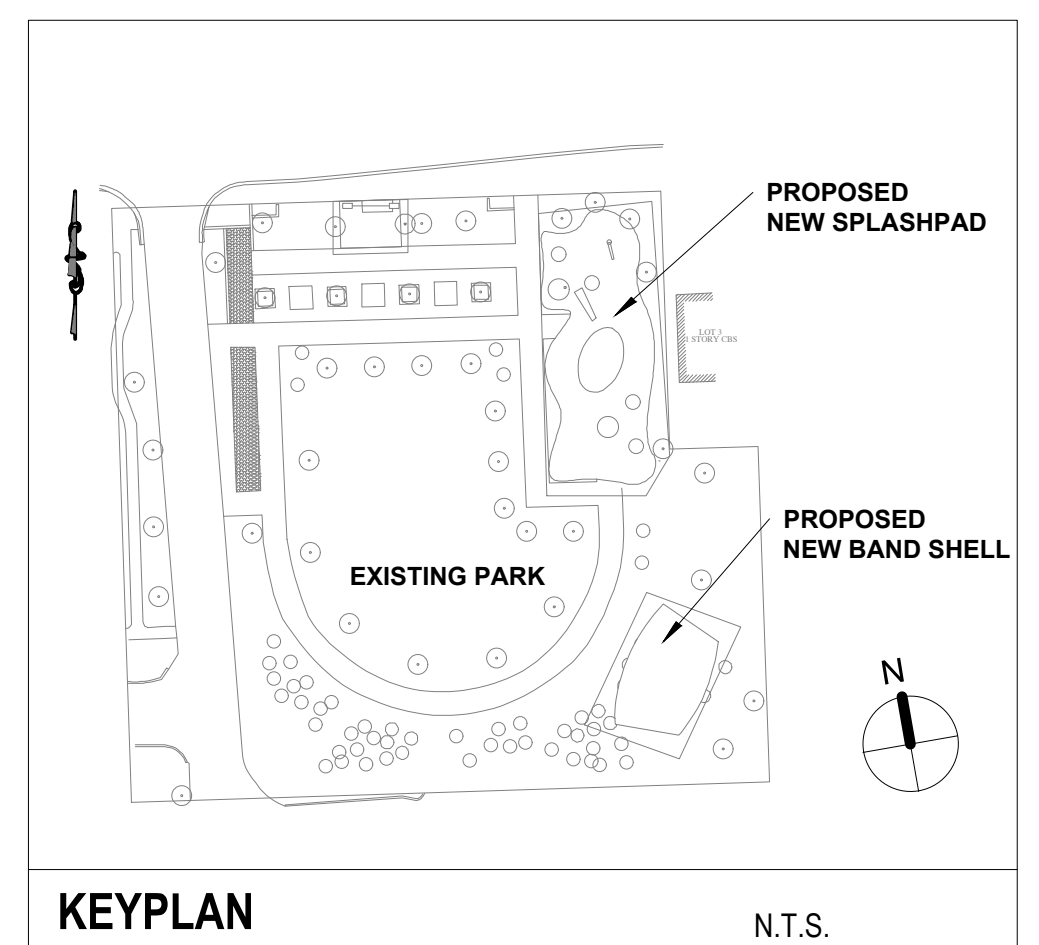 PROPOSED
NEW SPLASHPAD
LOT 3
1 STORY CBS
PROPOSED
NEW BAND SHELL
EXISTING PARK
N
KEYPLAN
N.T.S.